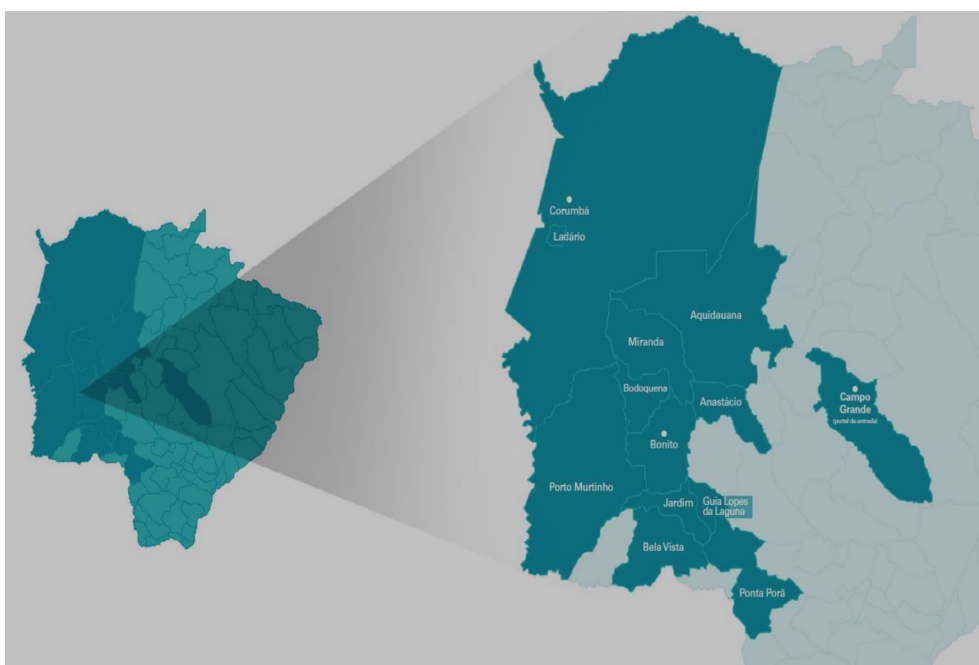 Corumbá
Ladário
Aquidauana
Miranda
Bodoquena
Anastácio
Campo
Grande
(portal de entrada)
Bonito
Porto Murtinho
Jardim
Guia Lopes
da Laguna
Bela Vista
Ponta Porã